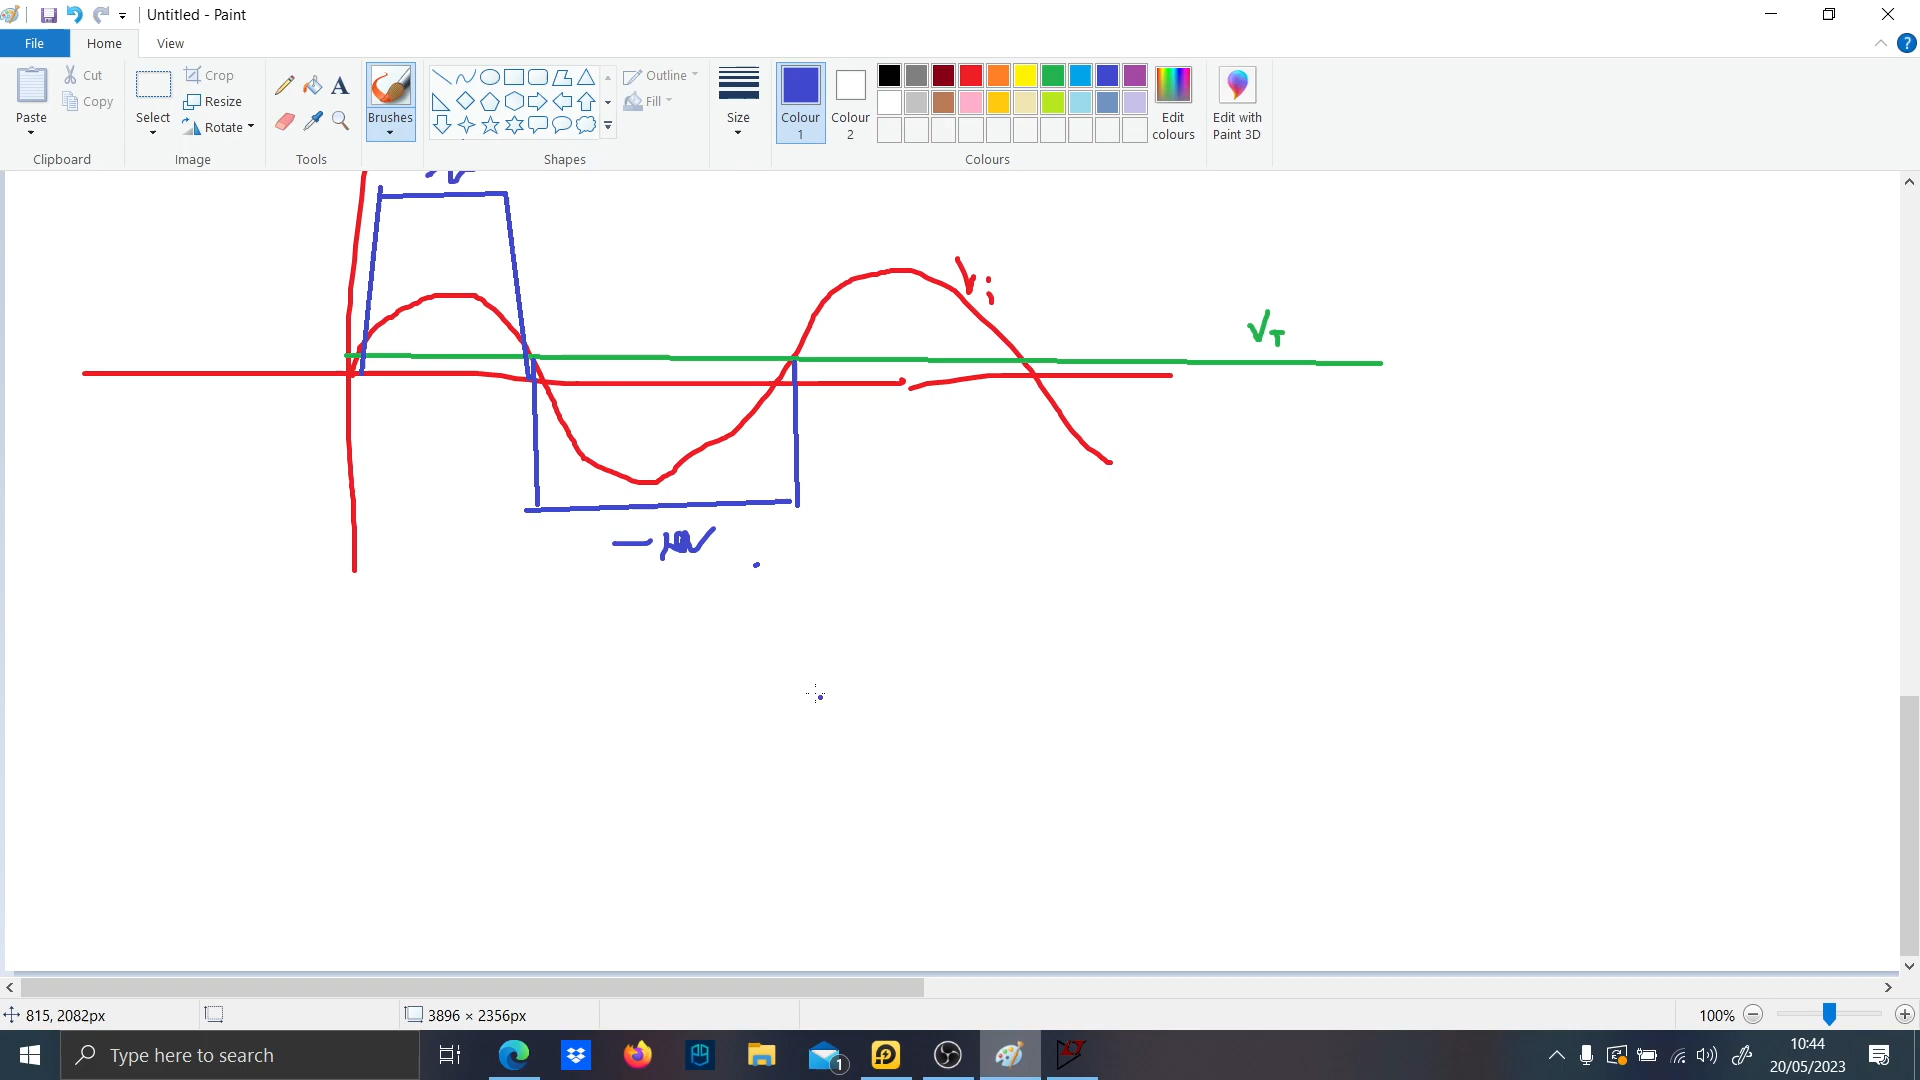 Untitled - Paint
File
Home
View
Paste
Cut
Copy
Clipboard
Select
Crop
Resize
Rotate
Image
Tools
Brushes
Shapes
Outline
Fill
Size
Colour
1
Colour
2
Colours
Edit
colours
Edit with
Paint 3D
Vi
VT
815, 2082px
3896 × 2356px
100%
Type here to search
1
10:44
20/05/2023